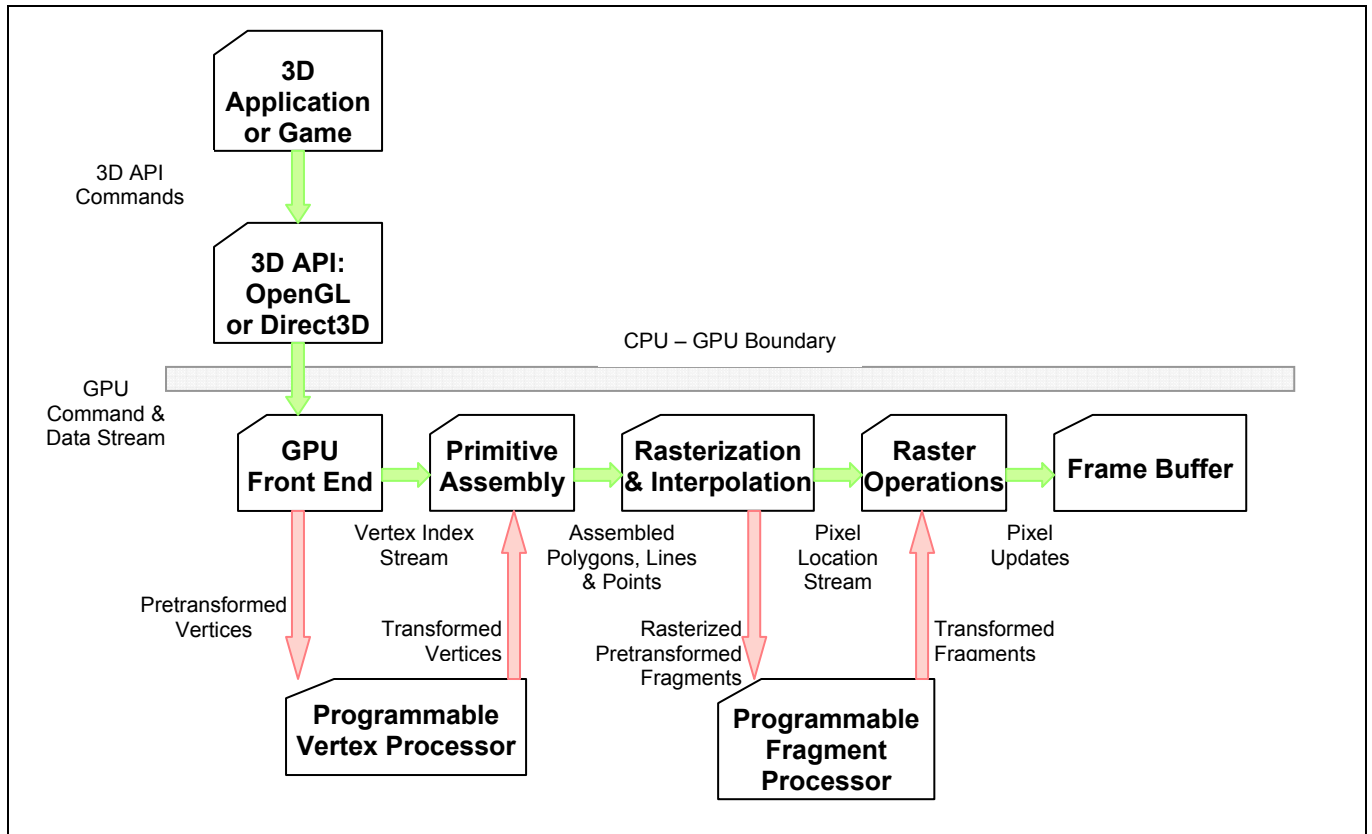 3D
Application
or Game
3D API
Commands
3D API:
OpenGL
or Direct3D
CPU – GPU Boundary
GPU
Command &
Data Stream
GPU
Front End
Primitive
Assembly
Rasterization
& Interpolation
Raster
Operations
Frame Buffer
Vertex Index
Stream
Assembled
Polygons, Lines
& Points
Pixel
Location
Stream
Pixel
Updates
Pretransformed
Vertices
Transformed
Vertices
Rasterized
Pretransformed
Fragments
Transformed
Fragments
Programmable
Vertex Processor
Programmable
Fragment
Processor